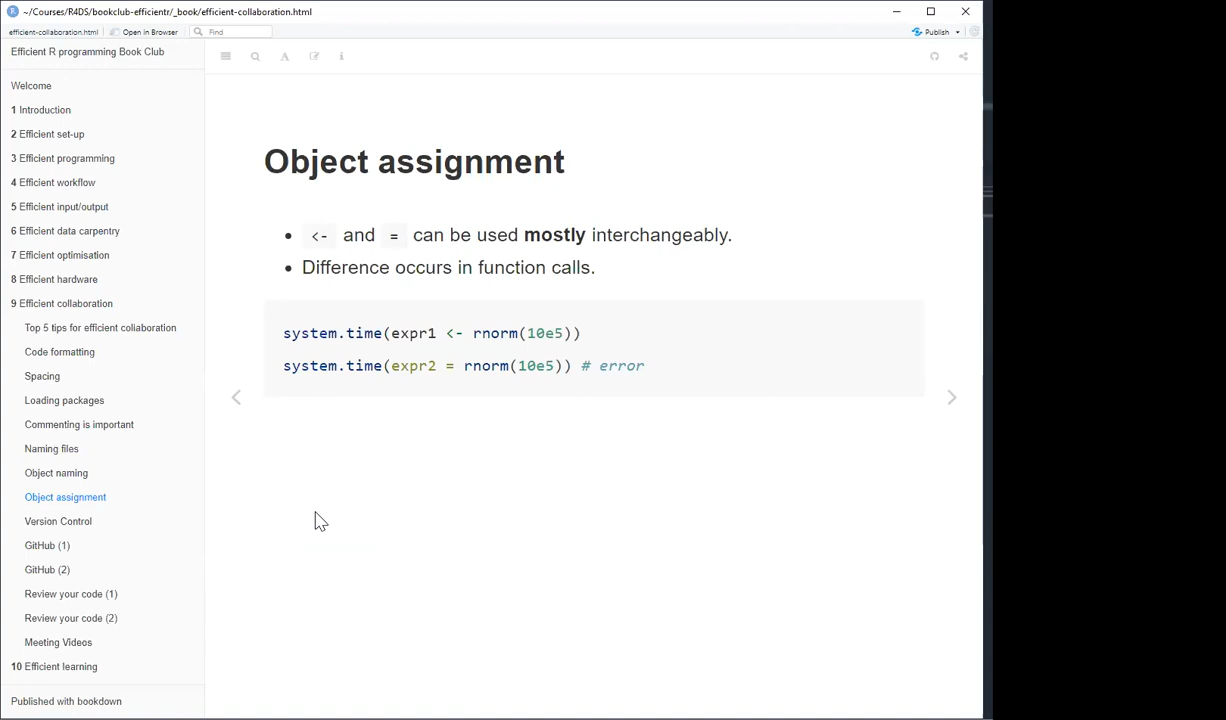 ~/Courses/R4DS/bookclub-efficientr/_book/efficient-collaboration.html
efficient-collaboration.html Open in Browser Find Publish
Efficient R programming Book Club
Welcome
1 Introduction
2 Efficient set-up
3 Efficient programming
4 Efficient workflow
5 Efficient input/output
6 Efficient data carpentry
7 Efficient optimisation
8 Efficient hardware
9 Efficient collaboration
Top 5 tips for efficient collaboration
Code formatting
Spacing
Loading packages
Commenting is important
Naming files
Object naming
Object assignment
Version Control
GitHub (1)
GitHub (2)
Review your code (1)
Review your code (2)
Meeting Videos
10 Efficient learning
Published with bookdown
Object assignment
• <- and = can be used mostly interchangeably.
• Difference occurs in function calls.
system.time(expr1 <- rnorm(10e5))
system.time(expr2 = rnorm(10e5)) # error